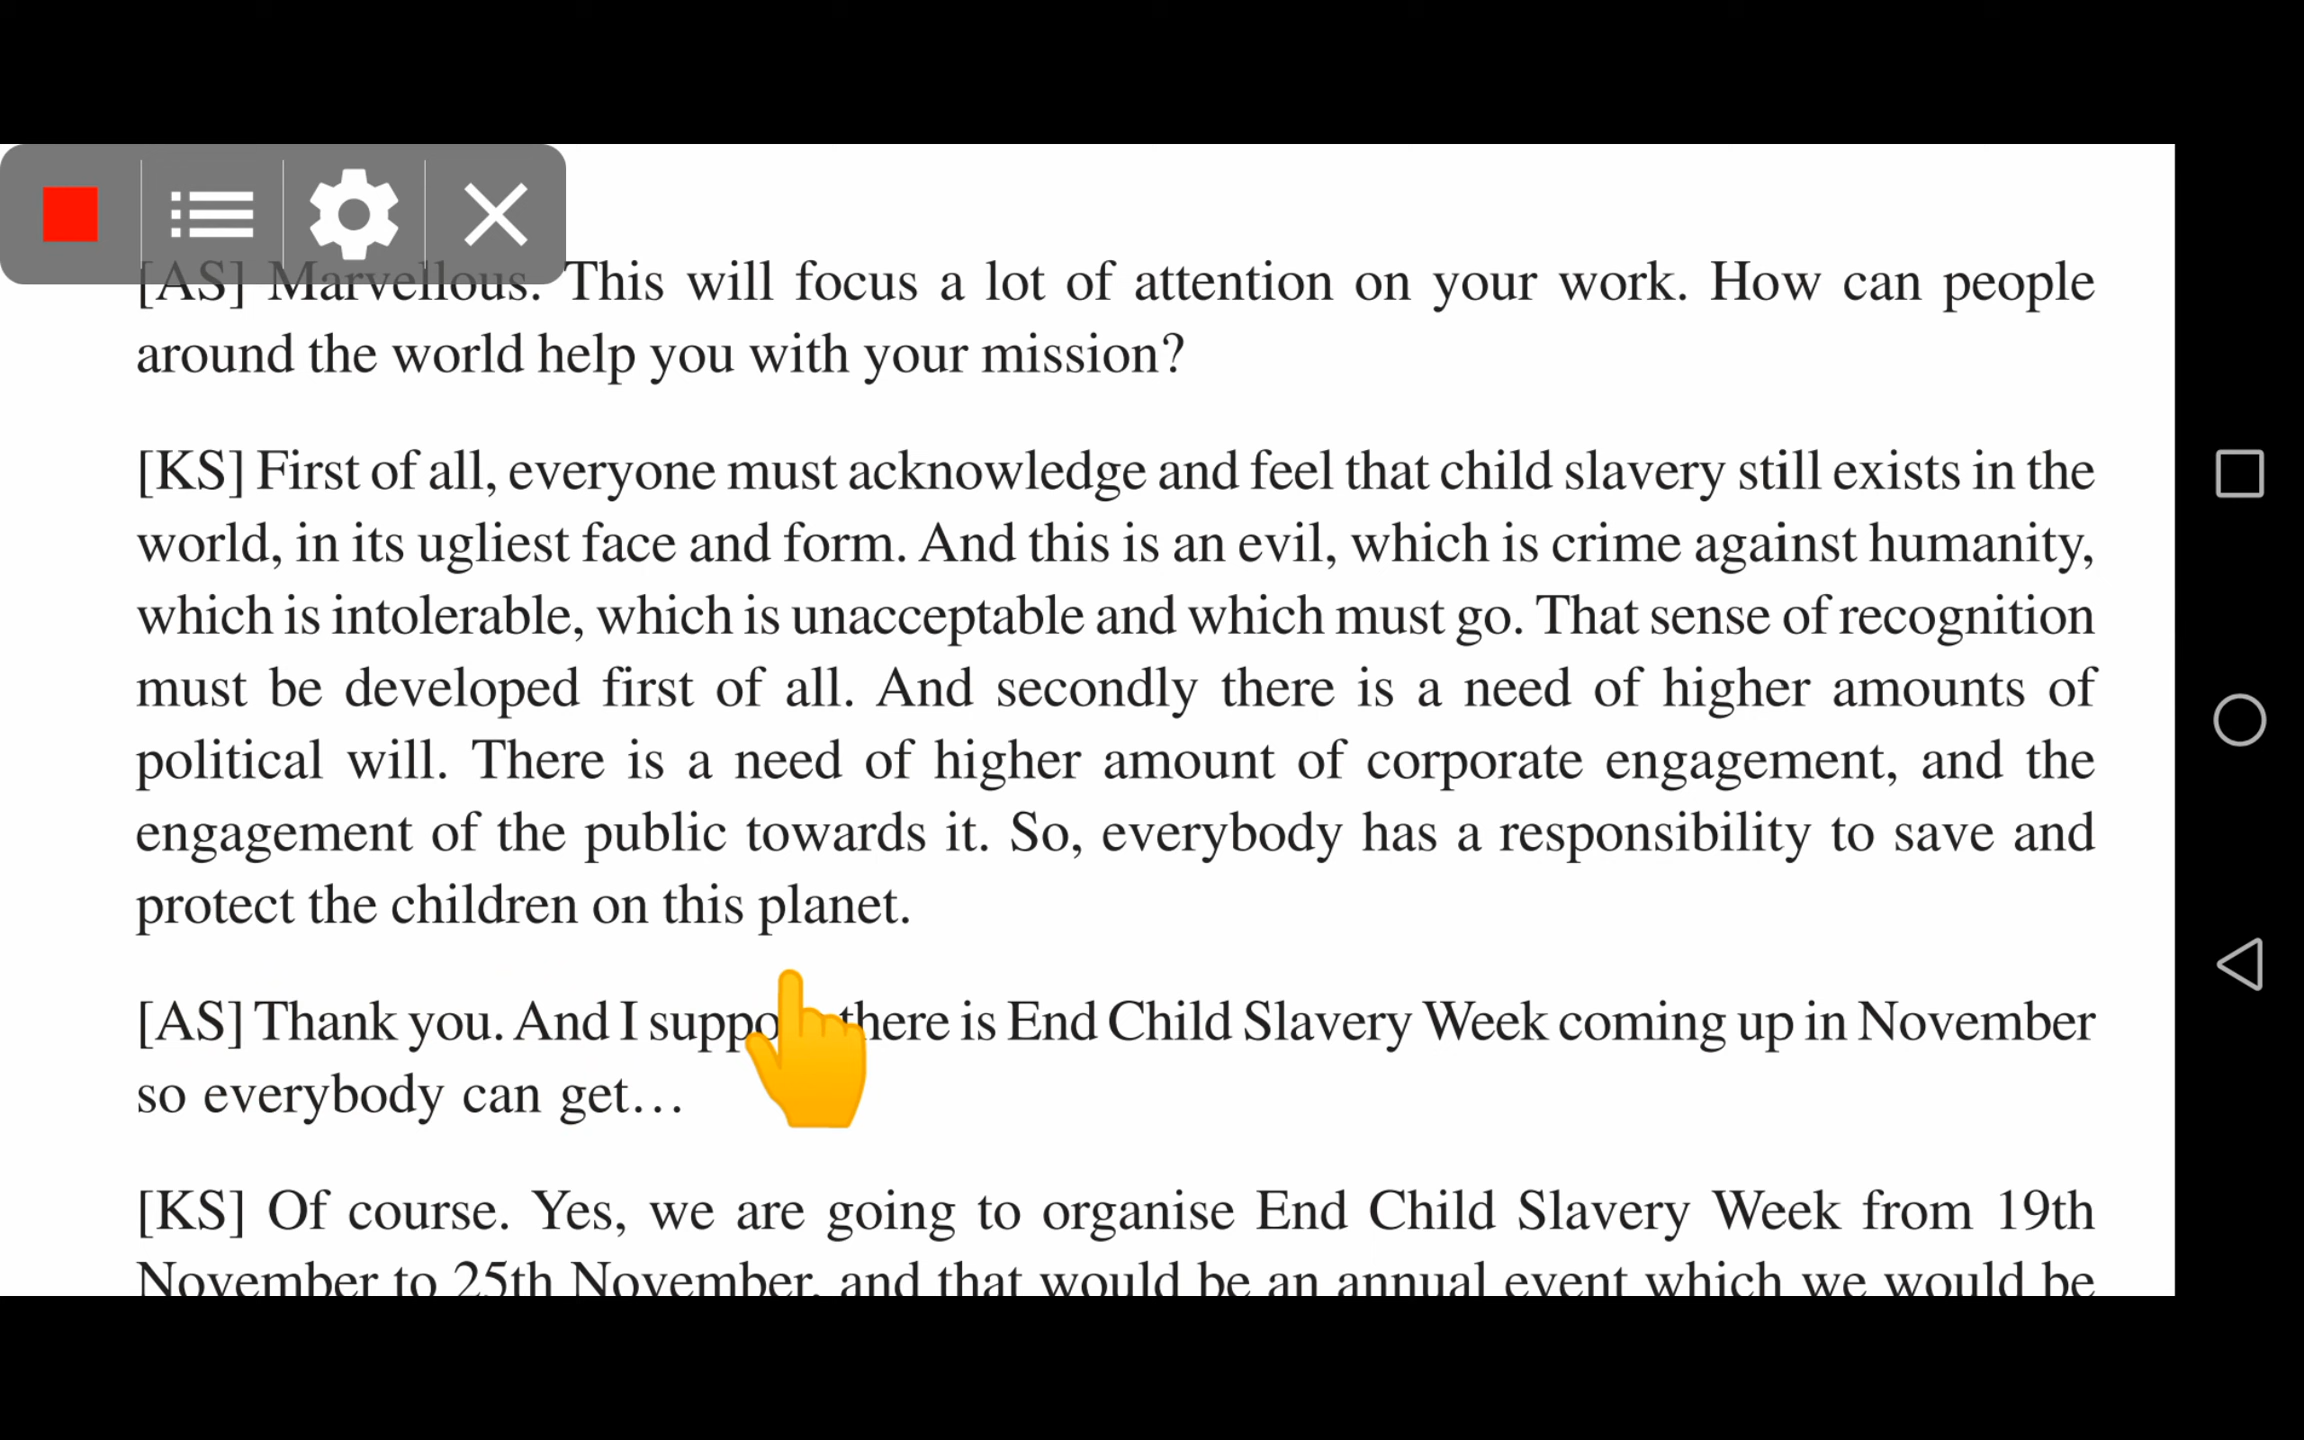 [AS] Marvellous. This will focus a lot of attention on your work. How can people
around the world help you with your mission?
[KS] First of all, everyone must acknowledge and feel that child slavery still exists in the
world, in its ugliest face and form. And this is an evil, which is crime against humanity,
which is intolerable, which is unacceptable and which must go. That sense of recognition
must be developed first of all. And secondly there is a need of higher amounts of
political will. There is a need of higher amount of corporate engagement, and the
engagement of the public towards it. So, everybody has a responsibility to save and
protect the children on this planet.
[AS] Thank you. And I there is End Child Slavery Week coming up in November
so everybody can get…
[KS] Of course. Yes, we are going to organise End Child Slavery Week from 19th
November to 25th November, and that would be an annual event which we would be